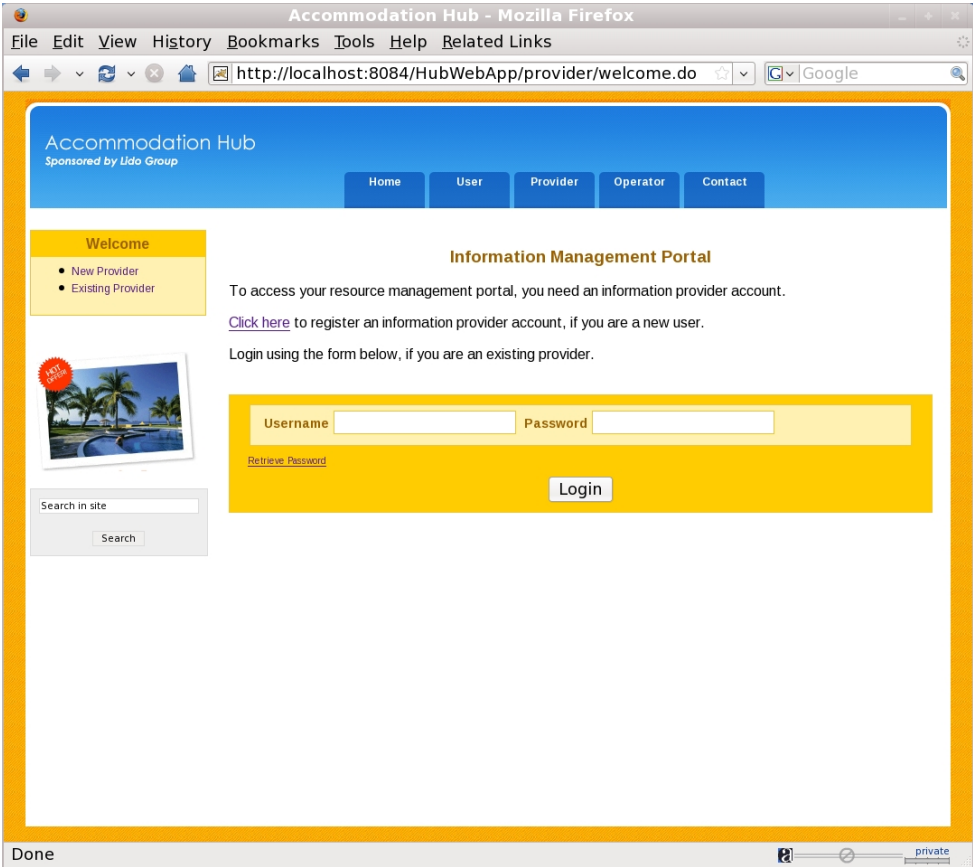 Accommodation Hub - Mozilla Firefox
File Edit View History Bookmarks Tools Help Related Links
http://localhost:8084/HubWebApp/provider/welcome.do
G Google
Accommodation Hub
Sponsored by Lido Group
Home User Provider Operator Contact
Welcome
New Provider
Existing Provider
HOT
OFFER!
Search in site
Search
Information Management Portal
To access your resource management portal, you need an information provider account.
Click here to register an information provider account, if you are a new user.
Login using the form below, if you are an existing provider.
Username Password
Retrieve Password
Login
Done
a
private